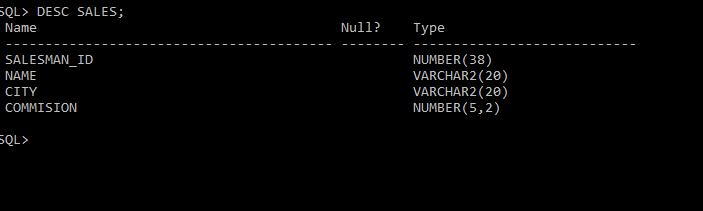 SQL> DESC SALES;
Name Null? Type
----------------------------------------- -------- ----------------------------
SALESMAN_ID NUMBER(38)
NAME VARCHAR2(20)
CITY VARCHAR2(20)
COMMISION NUMBER(5,2)
SQL>